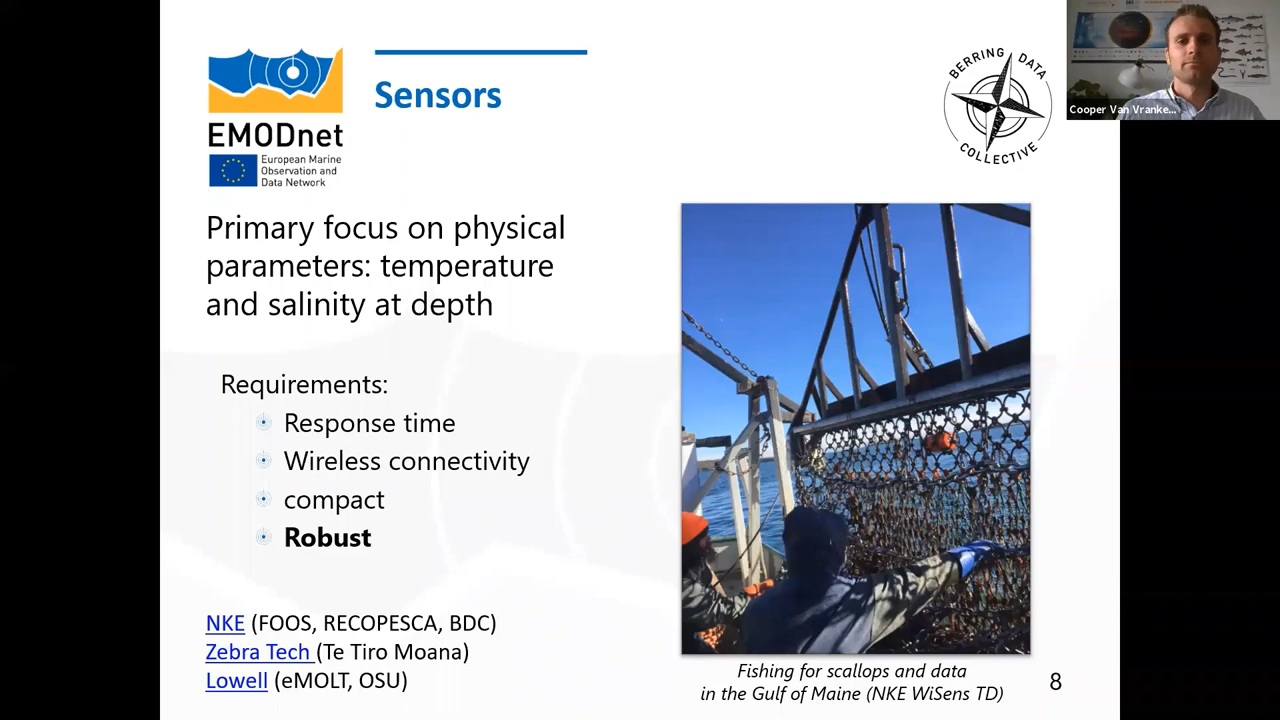 Sensors
EMODnet
European Marine
Observation and
Data Network
BERRING DATA
COLLECTIVE
Cooper Van Vranke...
Primary focus on physical
parameters: temperature
and salinity at depth
Requirements:
Response time
Wireless connectivity
compact
Robust
NKE (FOOS, RECOPESCA, BDC)
Zebra Tech (Te Tiro Moana)
Lowell (eMOLT, OSU)
Fishing for scallops and data
in the Gulf of Maine (NKE WiSens TD)
8